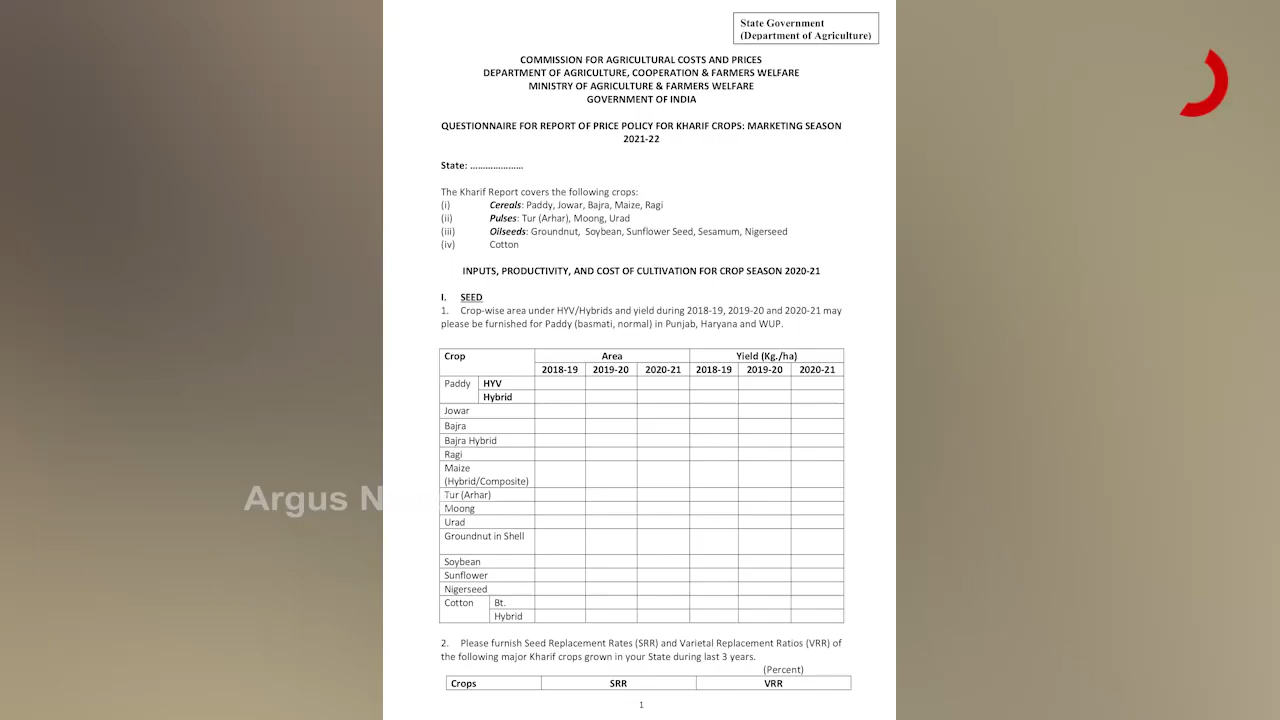 State Government
(Department of Agriculture)
COMMISSION FOR AGRICULTURAL COSTS AND PRICES
DEPARTMENT OF AGRICULTURE, COOPERATION & FARMERS WELFARE
MINISTRY OF AGRICULTURE & FARMERS WELFARE
GOVERNMENT OF INDIA
QUESTIONNAIRE FOR REPORT OF PRICE POLICY FOR KHARIF CROPS: MARKETING SEASON
2021-22
State: .....................
The Kharif Report covers the following crops:
(i) Cereals: Paddy, Jowar, Bajra, Maize, Ragi
(ii) Pulses: Tur (Arhar), Moong, Urad
(iii) Oilseeds: Groundnut, Soybean, Sunflower Seed, Sesamum, Nigerseed
(iv) Cotton
INPUTS, PRODUCTIVITY, AND COST OF CULTIVATION FOR CROP SEASON 2020-21
I. SEED
1. Crop-wise area under HYV/Hybrids and yield during 2018-19, 2019-20 and 2020-21 may
please be furnished for Paddy (basmati, normal) in Punjab, Haryana and WUP.
Crop Area Yield (Kg./ha)
2018-19 2019-20 2020-21 2018-19 2019-20 2020-21
Paddy HYV
Hybrid
Jowar
Bajra
Bajra Hybrid
Ragi
Maize
(Hybrid/Composite)
Tur (Arhar)
Moong
Urad
Groundnut in Shell
Soybean
Sunflower
Nigerseed
Cotton Bt.
Hybrid
2. Please furnish Seed Replacement Rates (SRR) and Varietal Replacement Ratios (VRR) of
the following major Kharif crops grown in your State during last 3 years.
(Percent)
Crops SRR VRR
1
Argus